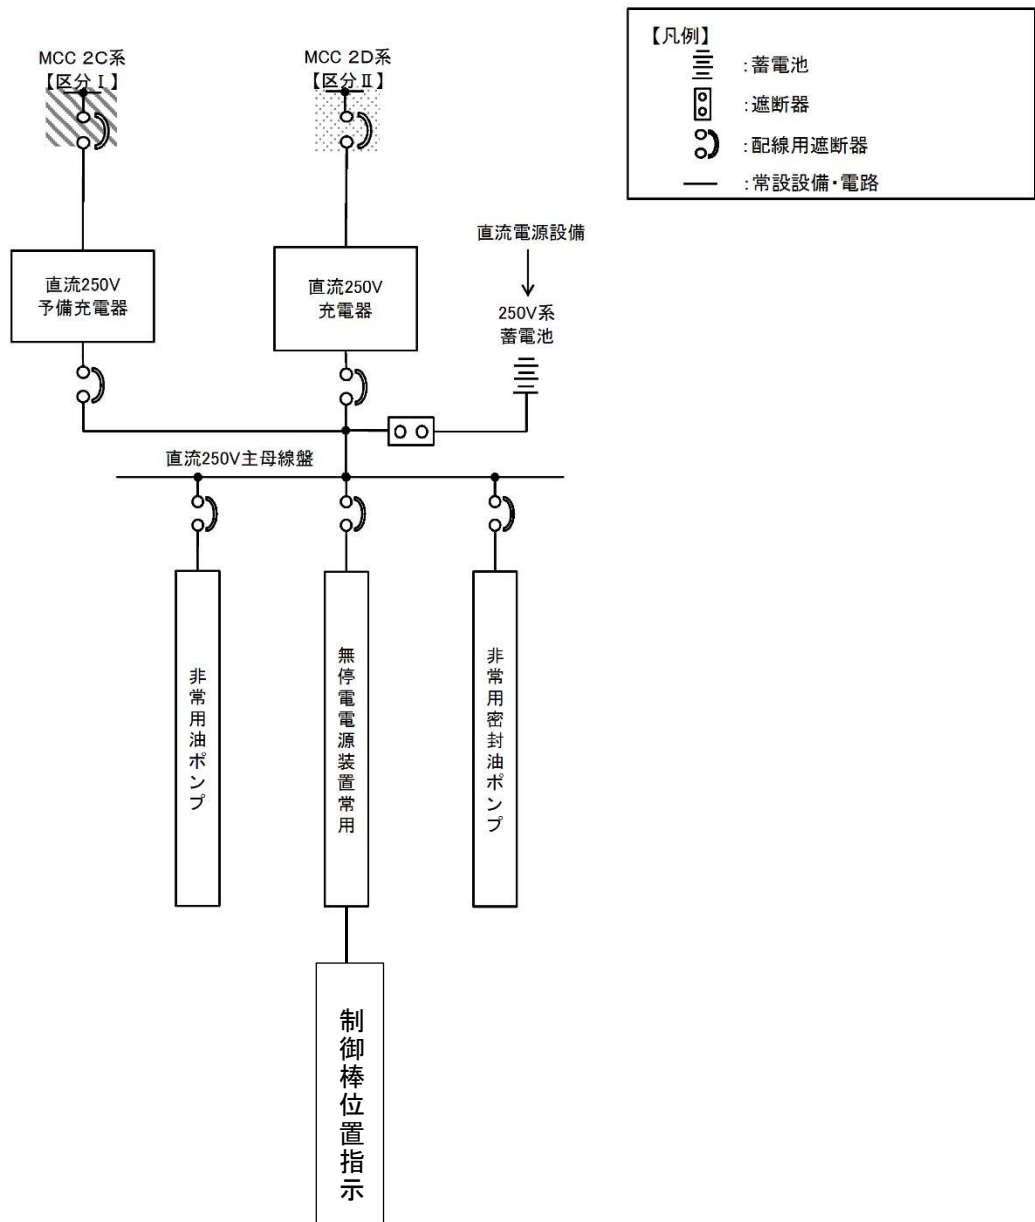 MCC 2C系
【区分Ⅰ】
MCC 2D系
【区分Ⅱ】
【凡例】
:蓄電池
:遮断器
:配線用遮断器
:常設設備・電路
直流250V
予備充電器
直流250V
充電器
直流電源設備
250V系
蓄電池
直流250V主母線盤
非常用油ポンプ
無停電電源装置常用
非常用密封油ポンプ
制御棒位置指示